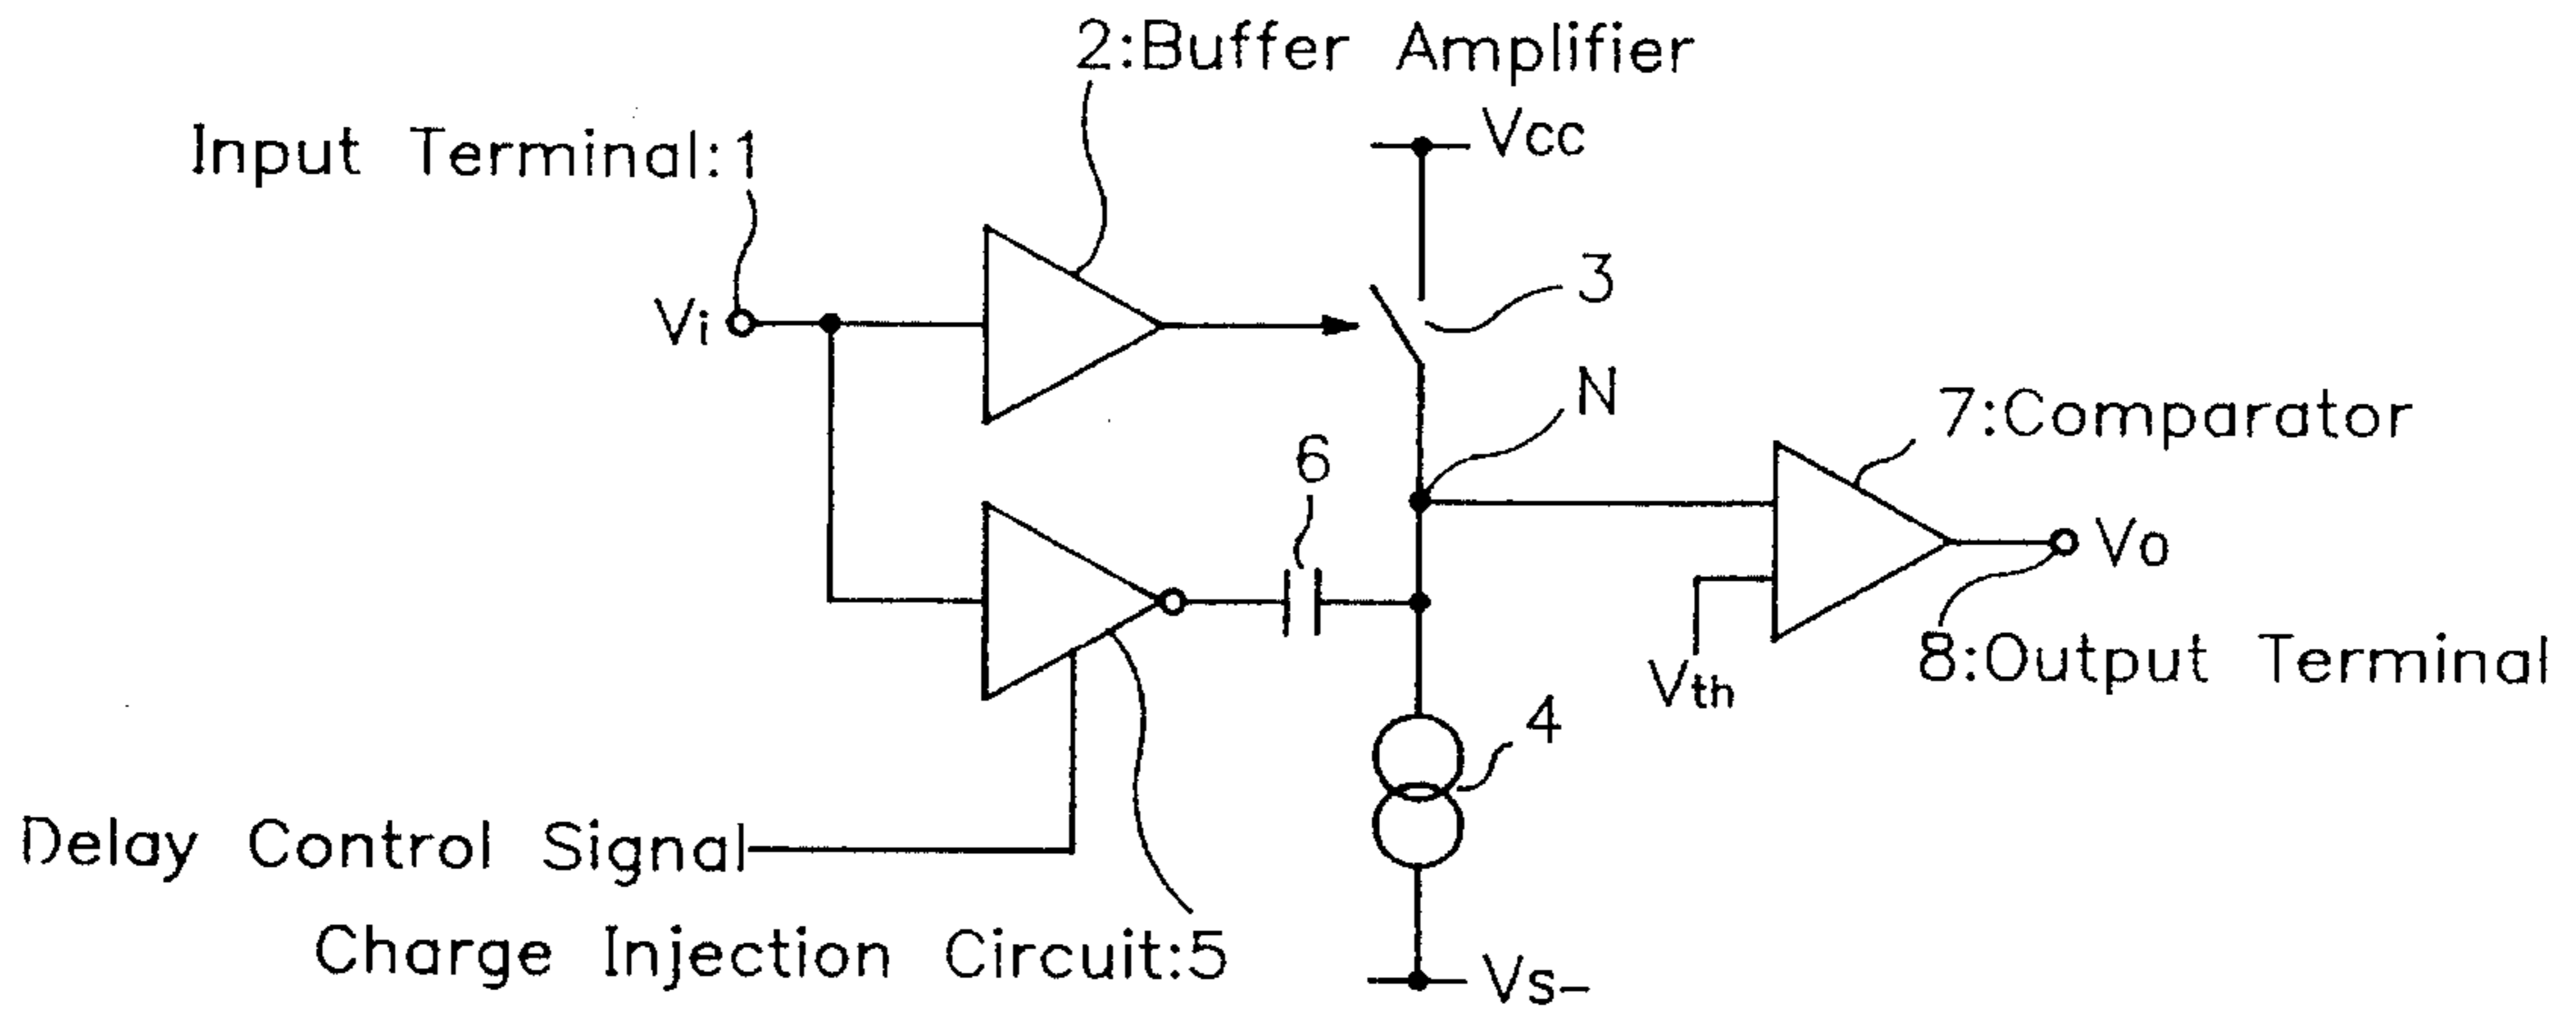 2:Buffer Amplifier
Vcc
Input Terminal:1
3
Vi
N
7:Comparator
6
Vo
Vth
8:Output Terminal
4
Delay Control Signal
Charge Injection Circuit:5
Vs-